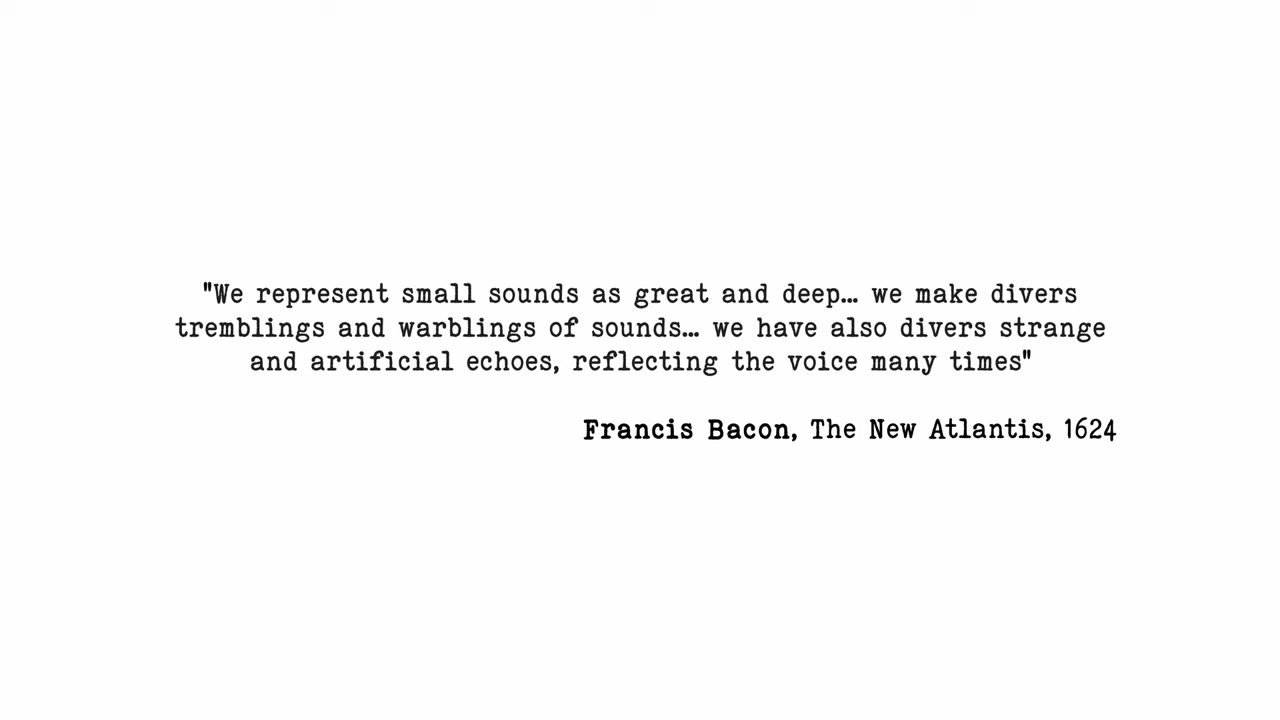 "We represent small sounds as great and deep… we make divers
tremblings and warblings of sounds… we have also divers strange
and artificial echoes, reflecting the voice many times"
Francis Bacon, The New Atlantis, 1624